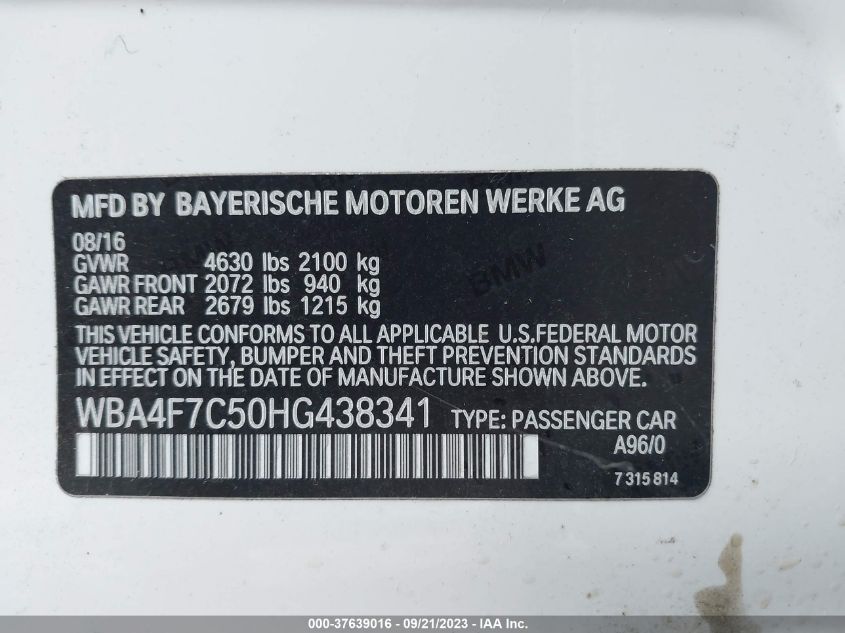 MFD BY BAYERISCHE MOTOREN WERKE AG
08/16
GVWR 4630 lbs 2100 kg
GAWR FRONT 2072 lbs 940 kg
GAWR REAR 2679 lbs 1215 kg
BMW
THIS VEHICLE CONFORMS TO ALL APPLICABLE U.S.FEDERAL MOTOR
VEHICLE SAFETY, BUMPER AND THEFT PREVENTION STANDARDS
IN EFFECT ON THE DATE OF MANUFACTURE SHOWN ABOVE.
WBA4F7C50HG438341 TYPE: PASSENGER CAR
A96/0
7 315 814
000-37639016 - 09/21/2023 - IAA Inc.